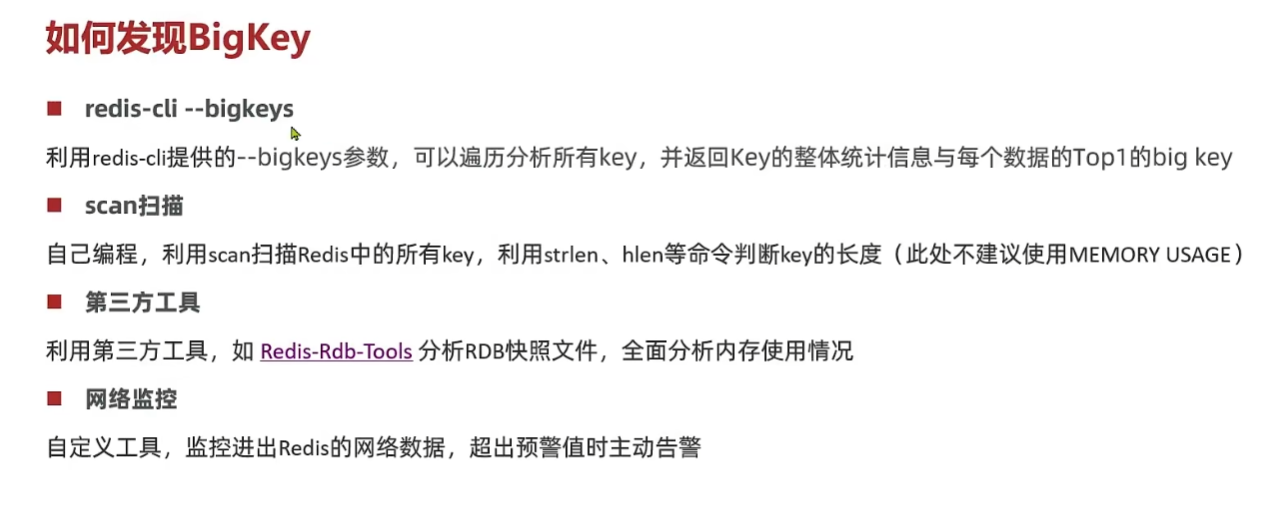 如何发现BigKey
redis-cli --bigkeys
利用redis-cli提供的--bigkeys参数，可以遍历分析所有key，并返回Key的整体统计信息与每个数据的Top1的big key
scan扫描
自己编程，利用scan扫描Redis中的所有key，利用strlen、hlen等命令判断key的长度（此处不建议使用MEMORY USAGE）
第三方工具
利用第三方工具，如 Redis-Rdb-Tools 分析RDB快照文件，全面分析内存使用情况
网络监控
自定义工具，监控进出Redis的网络数据，超出预警值时主动告警